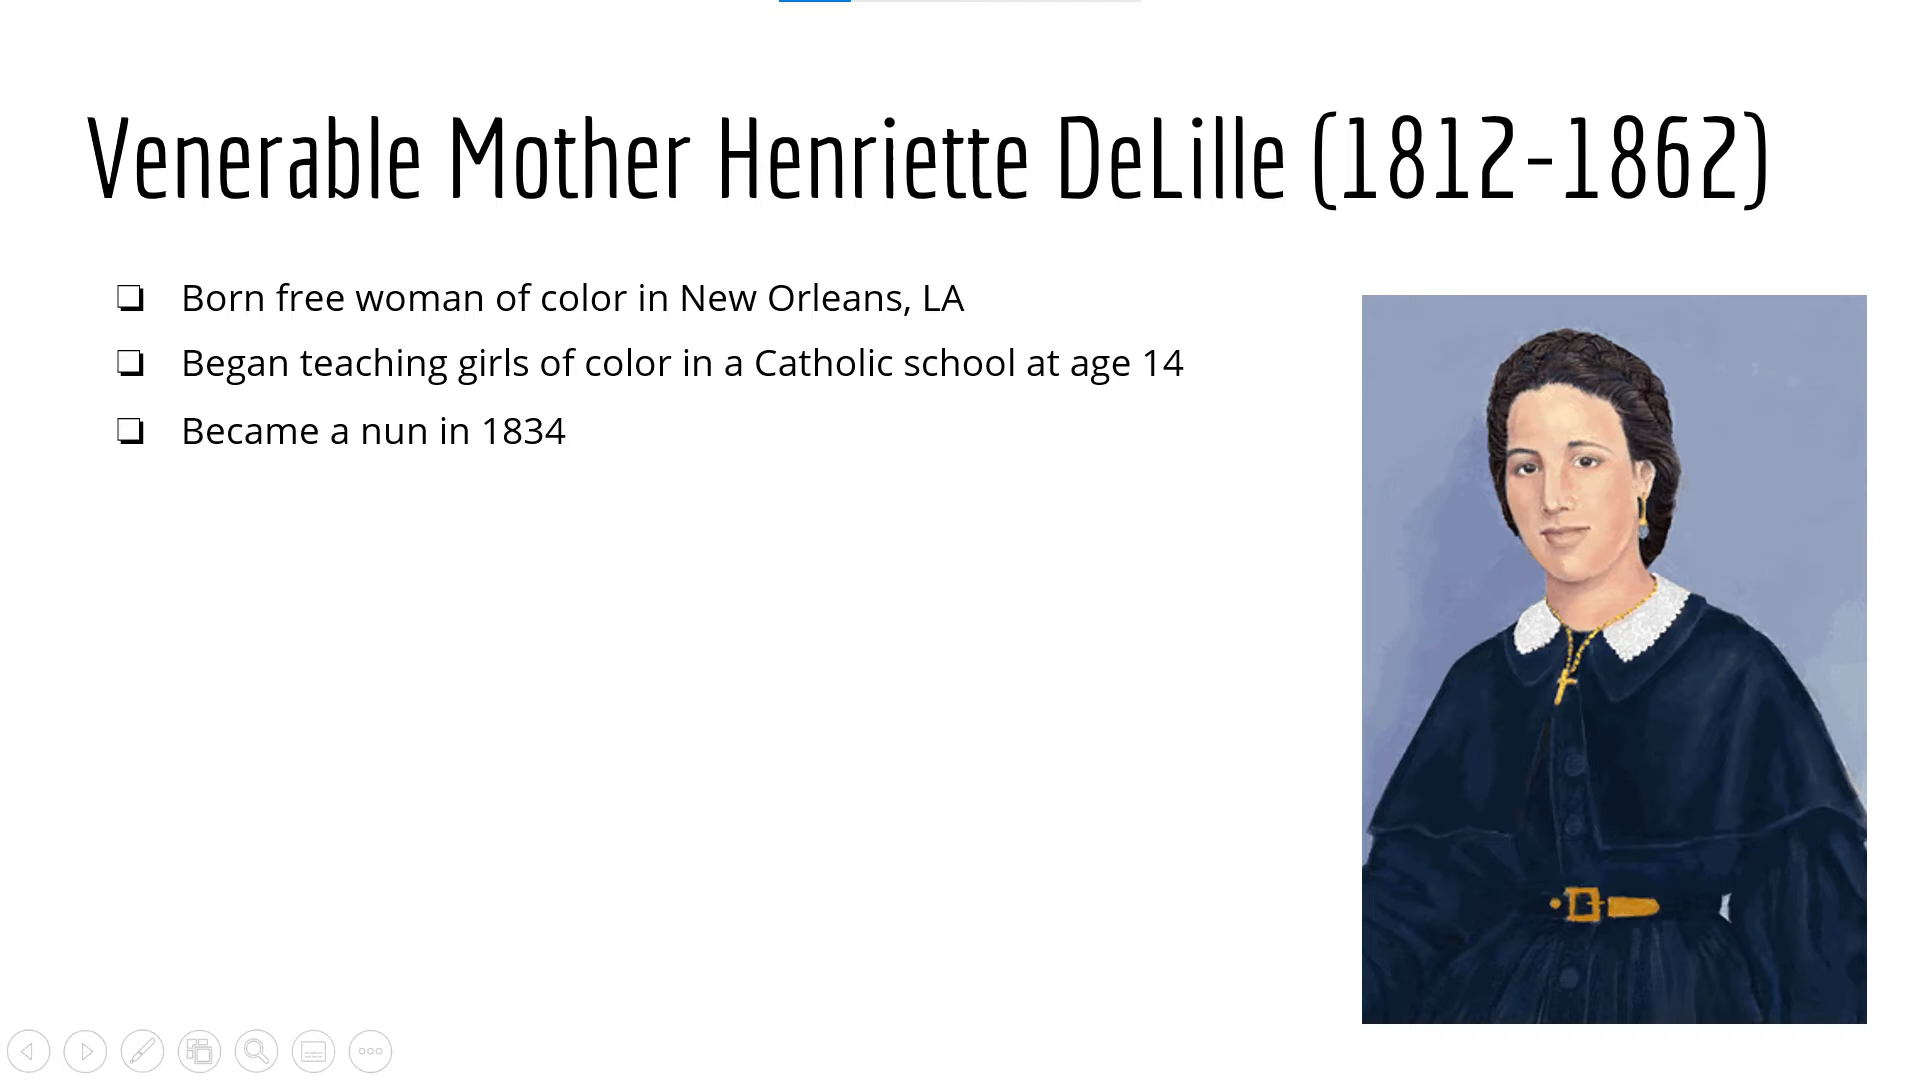 Venerable Mother Henriette DeLille (1812-1862)
❏ Born free woman of color in New Orleans, LA
❏ Began teaching girls of color in a Catholic school at age 14
❏ Became a nun in 1834